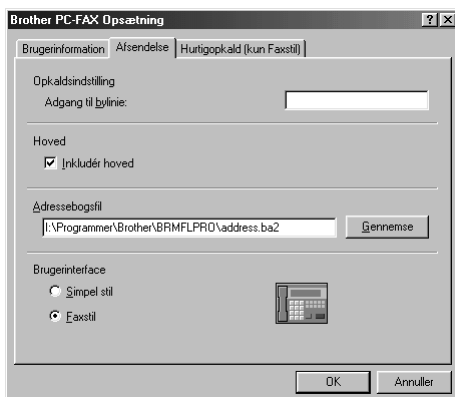 Brother PC-FAX Opsætning
Brugerinformation Afsendelse Hurtigopkald (kun Faxstil)
Opkaldsindstilling
Adgang til bylinie:
Hoved
Inkludér hoved
Adressebogsfil
I:\Programmer\Brother\BRMFLPRO\address.ba2 Gennemse
Brugerinterface
Simpel stil
Faxstil
OK Annuller